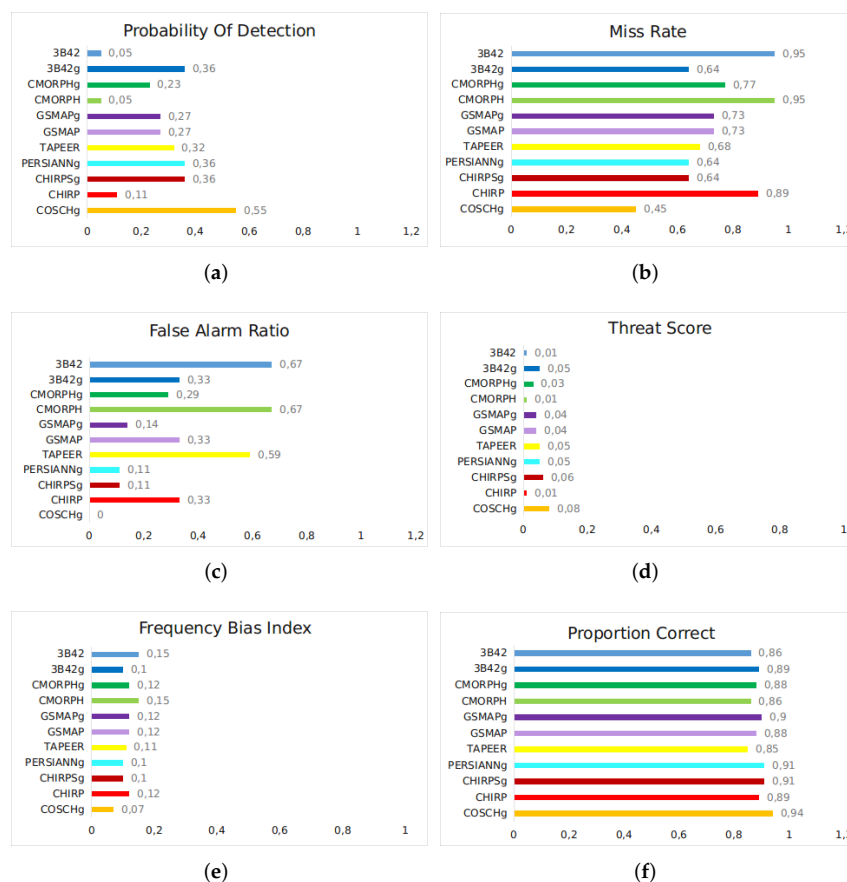 Probability Of Detection
3B42 0,05
3B42g 0,36
CMORPHg 0,23
CMORPH 0,05
GSMAPg 0,27
GSMAP 0,27
TAPEER 0,32
PERSIANNg 0,36
CHIRPSg 0,36
CHIRP 0,11
COSCHg 0,55
0 0,2 0,4 0,6 0,8 1 1,2
(a)
Miss Rate
3B42 0,95
3B42g 0,64
CMORPHg 0,77
CMORPH 0,95
GSMAPg 0,73
GSMAP 0,73
TAPEER 0,68
PERSIANNg 0,64
CHIRPSg 0,64
CHIRP 0,89
COSCHg 0,45
0 0,2 0,4 0,6 0,8 1
(b)
False Alarm Ratio
3B42 0,67
3B42g 0,33
CMORPHg 0,29
CMORPH 0,67
GSMAPg 0,14
GSMAP 0,33
TAPEER 0,59
PERSIANNg 0,11
CHIRPSg 0,11
CHIRP 0,33
COSCHg 0
0 0,2 0,4 0,6 0,8 1 1,2
(c)
Threat Score
3B42 0,01
3B42g 0,05
CMORPHg 0,03
CMORPH 0,01
GSMAPg 0,04
GSMAP 0,04
TAPEER 0,05
PERSIANNg 0,05
CHIRPSg 0,06
CHIRP 0,01
COSCHg 0,08
0 0,2 0,4 0,6 0,8 1
(d)
Frequency Bias Index
3B42 0,15
3B42g 0,1
CMORPHg 0,12
CMORPH 0,15
GSMAPg 0,12
GSMAP 0,12
TAPEER 0,11
PERSIANNg 0,1
CHIRPSg 0,1
CHIRP 0,12
COSCHg 0,07
0 0,2 0,4 0,6 0,8 1
(e)
Proportion Correct
3B42 0,86
3B42g 0,89
CMORPHg 0,88
CMORPH 0,86
GSMAPg 0,9
GSMAP 0,88
TAPEER 0,85
PERSIANNg 0,91
CHIRPSg 0,91
CHIRP 0,89
COSCHg 0,94
0 0,2 0,4 0,6 0,8 1
(f)